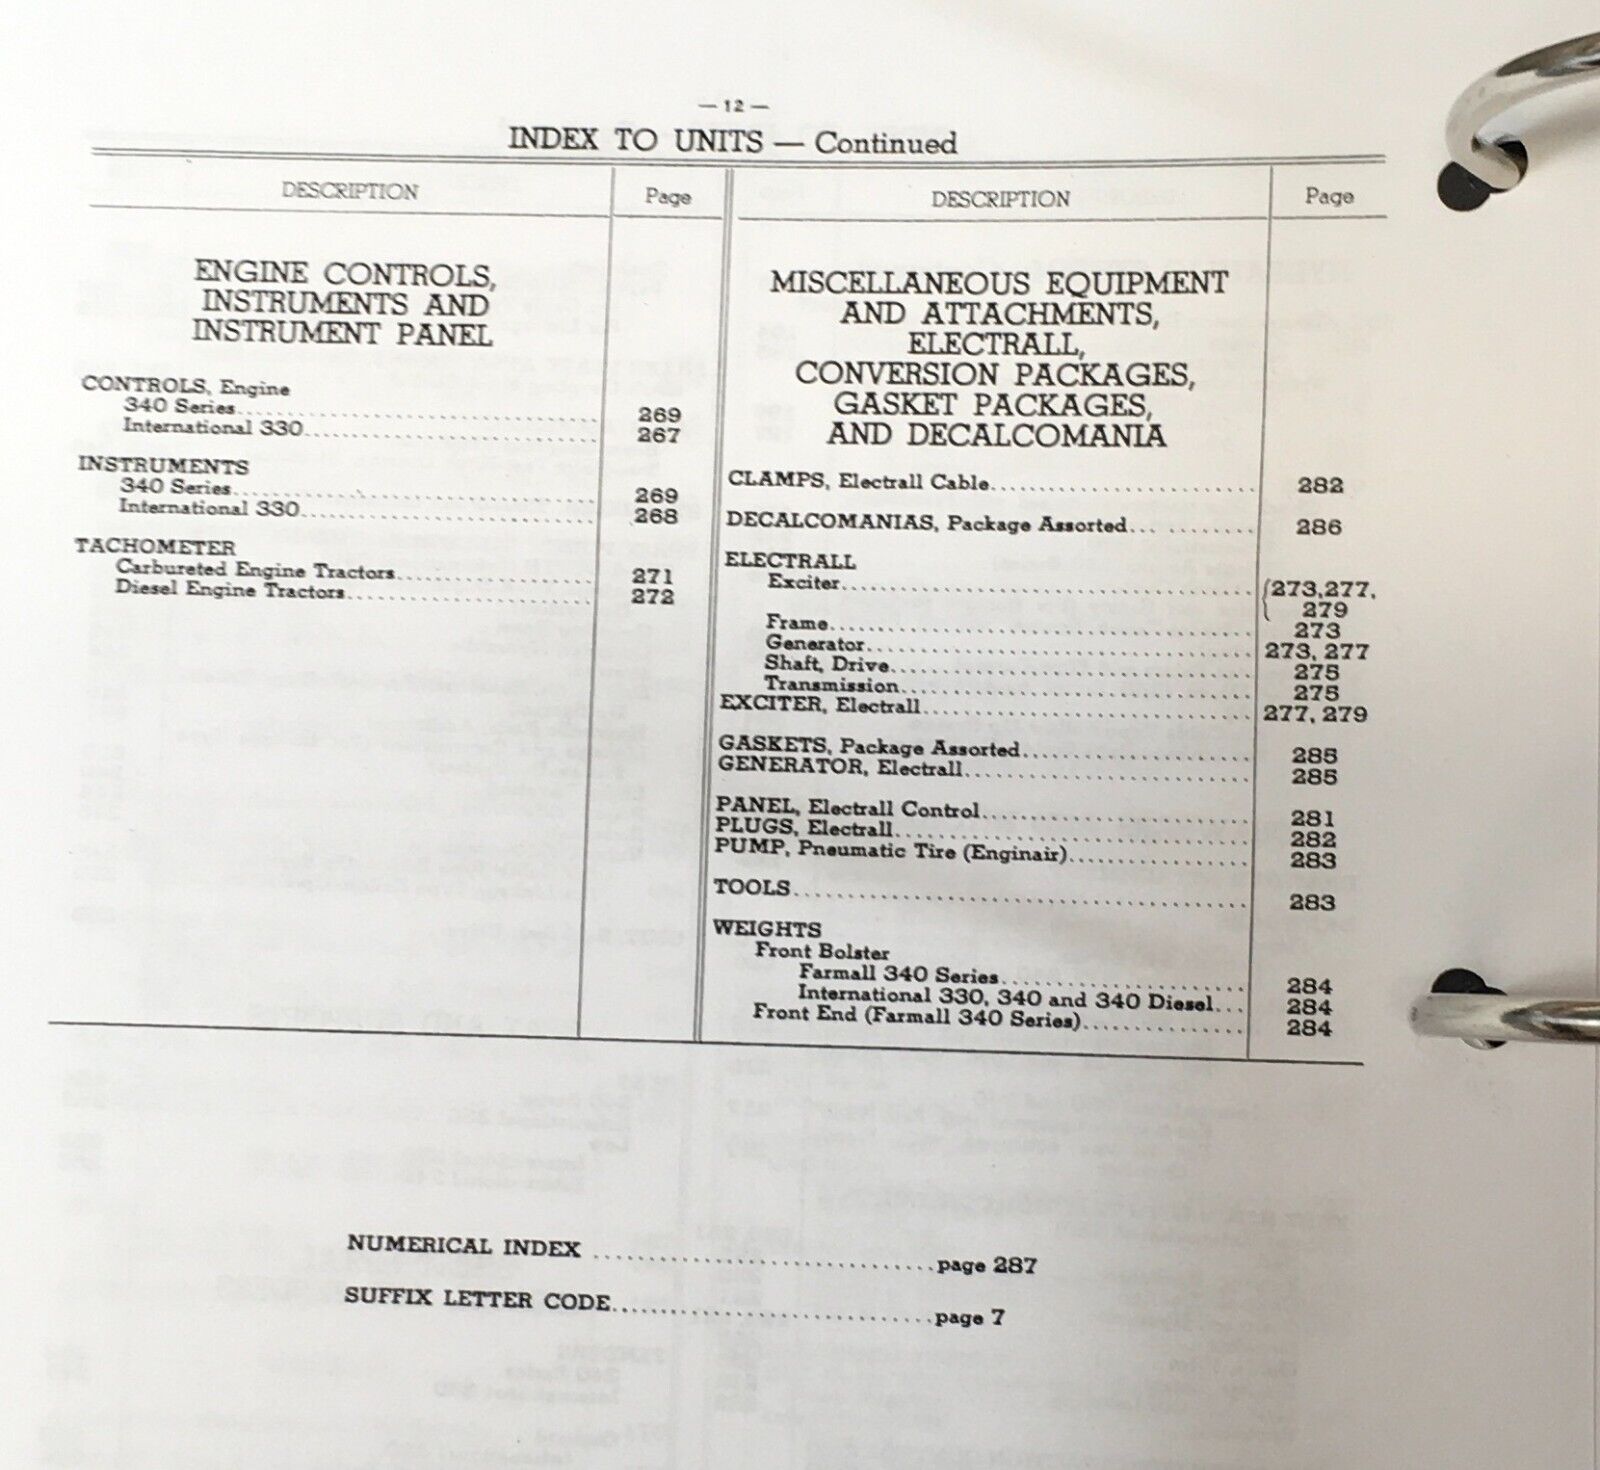 — 12 —
INDEX TO UNITS — Continued
DESCRIPTION Page
ENGINE CONTROLS,
INSTRUMENTS AND
INSTRUMENT PANEL
CONTROLS, Engine
340 Series 269
International 330 267
INSTRUMENTS
340 Series 269
International 330 268
TACHOMETER
Carbureted Engine Tractors 271
Diesel Engine Tractors 272
DESCRIPTION Page
MISCELLANEOUS EQUIPMENT
AND ATTACHMENTS,
ELECTRALL,
CONVERSION PACKAGES,
GASKET PACKAGES,
AND DECALCOMANIA
CLAMPS, Electrall Cable 282
DECALCOMANIAS, Package Assorted 286
ELECTRALL
Exciter 273, 277,
279
Frame 273
Generator 273, 277
Shaft, Drive 275
Transmission 275
EXCITER, Electrall 277, 279
GASKETS, Package Assorted 285
GENERATOR, Electrall 285
PANEL, Electrall Control 281
PLUGS, Electrall 282
PUMP, Pneumatic Tire (Enginair) 283
TOOLS 283
WEIGHTS
Front Bolster
Farmall 340 Series 284
International 330, 340 and 340 Diesel 284
Front End (Farmall 340 Series) 284
NUMERICAL INDEX page 287
SUFFIX LETTER CODE page 7